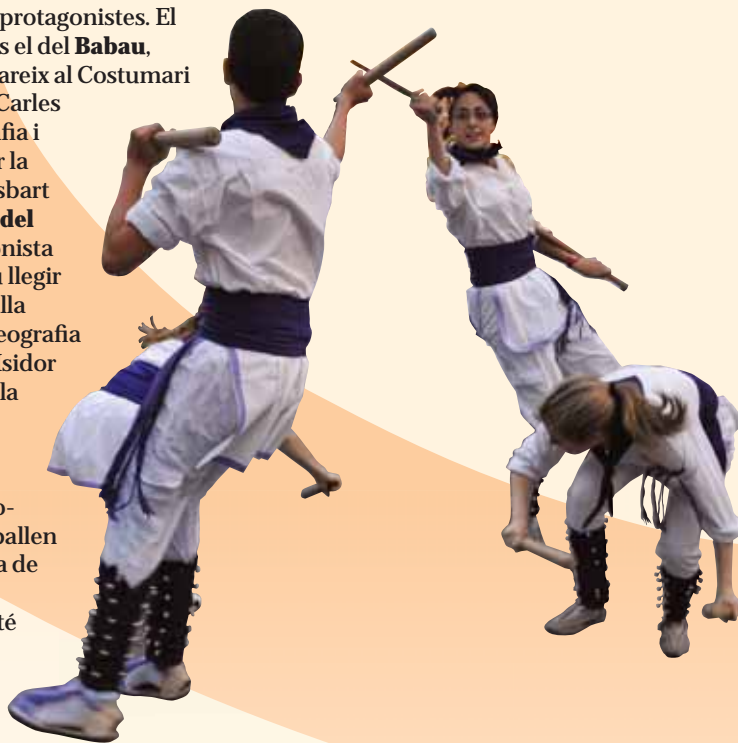 protagonistes. El
s el del Babau,
areix al Costumari
Carles
fia i
r la
sbart
del
onista
u llegir
lla
eografia
Isidor
la
o-
ballen
a de
té